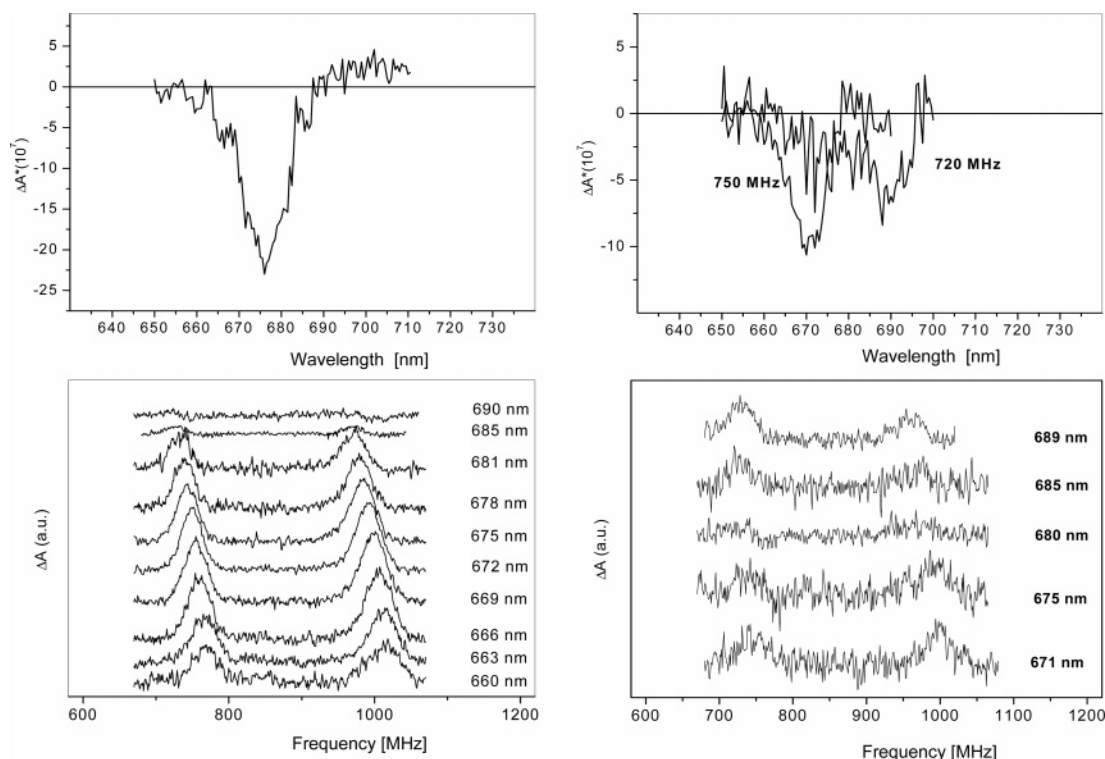 5
0
-5
-10
-15
-20
-25
ΔA*(10⁷)
640 650 660 670 680 690 700 710 720 730
Wavelength [nm]
5
0
-5
-10
ΔA*(10⁷)
750 MHz
720 MHz
640 650 660 670 680 690 700 710 720 730
Wavelength [nm]
ΔA (a.u.)
690 nm
685 nm
681 nm
678 nm
675 nm
672 nm
669 nm
666 nm
663 nm
660 nm
600 800 1000 1200
Frequency [MHz]
ΔA (a.u.)
689 nm
685 nm
680 nm
675 nm
671 nm
600 700 800 900 1000 1100 1200
Frequency [MHz]